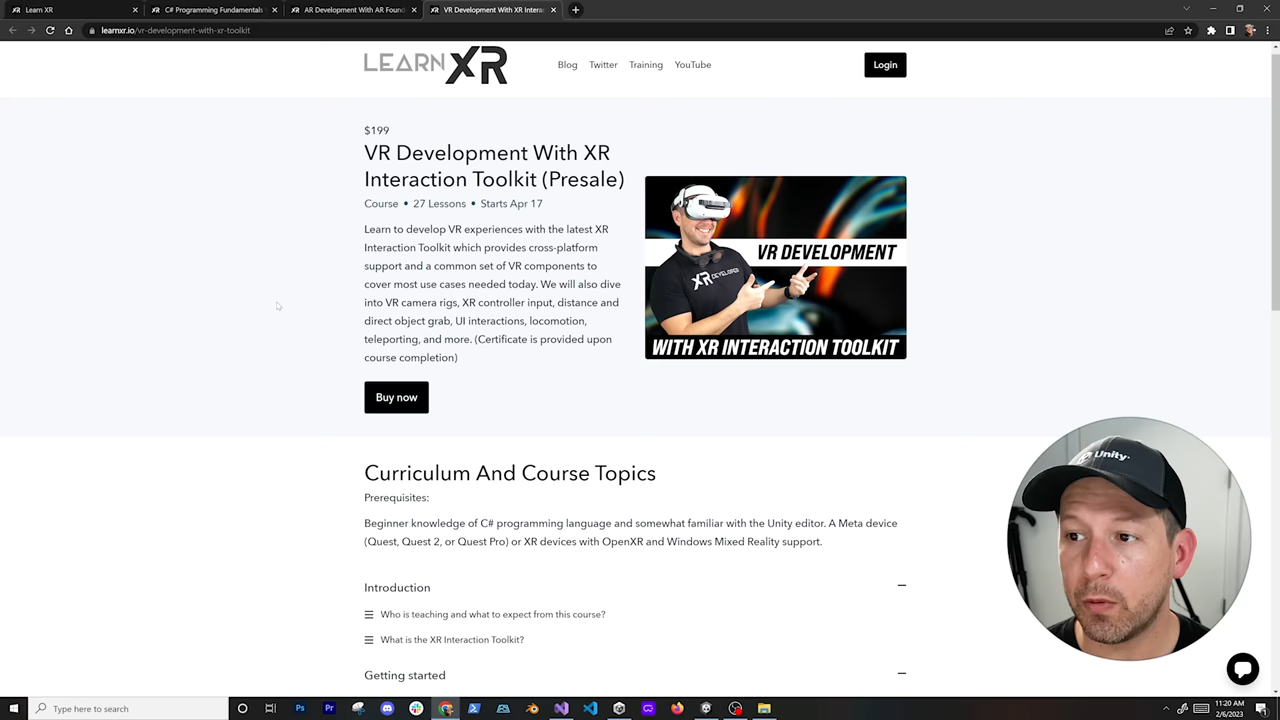 Learn XR
C# Programming Fundamentals
AR Development With AR Found
VR Development With XR Interac
learnxr.io/vr-development-with-xr-toolkit
LEARN XR
Blog
Twitter
Training
YouTube
Login
$199
VR Development With XR
Interaction Toolkit (Presale)
Course • 27 Lessons • Starts Apr 17
Learn to develop VR experiences with the latest XR
Interaction Toolkit which provides cross-platform
support and a common set of VR components to
cover most use cases needed today. We will also dive
into VR camera rigs, XR controller input, distance and
direct object grab, UI interactions, locomotion,
teleporting, and more. (Certificate is provided upon
course completion)
Buy now
XR DEVELOPER
VR DEVELOPMENT
WITH XR INTERACTION TOOLKIT
Curriculum And Course Topics
Prerequisites:
Beginner knowledge of C# programming language and somewhat familiar with the Unity editor. A Meta device
(Quest, Quest 2, or Quest Pro) or XR devices with OpenXR and Windows Mixed Reality support.
Introduction
Who is teaching and what to expect from this course?
What is the XR Interaction Toolkit?
Getting started
Unity
Type here to search
11:20 AM
2/6/2023